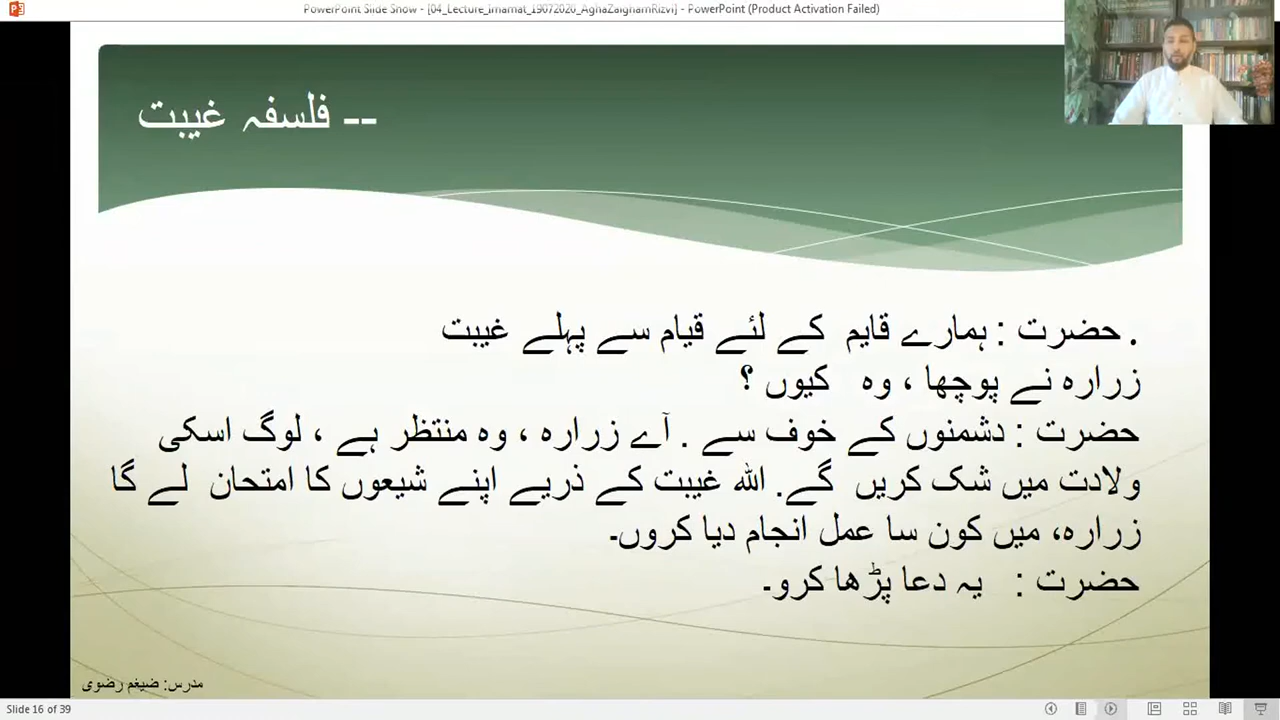 PowerPoint Slide Show - [04_Lecture_Imamat_19072020_AghaZaighamRizvi] - PowerPoint (Product Activation Failed)
-- فلسفہ غیبت
. حضرت : ہمارے قایم کے لئے قیام سے پہلے غیبت
زرارہ نے پوچھا ، وہ کیوں ؟
حضرت : دشمنوں کے خوف سے . آے زرارہ ، وہ منتظر ہے ، لوگ اسکی
ولادت میں شک کریں گے. اللہ غیبت کے ذریے اپنے شیعوں کا امتحان لے گا
زرارہ، میں کون سا عمل انجام دیا کروں۔
حضرت : یہ دعا پڑھا کرو۔
مدرس: ضیغم رضوی
Slide 16 of 39